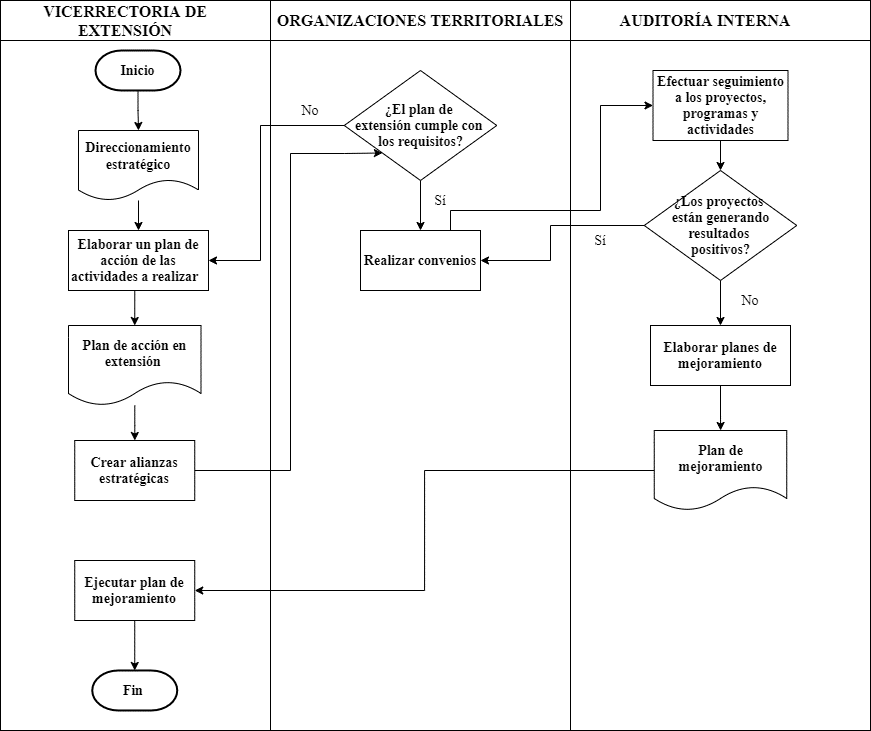 VICERRECTORIA DE
EXTENSIÓN
ORGANIZACIONES TERRITORIALES
AUDITORÍA INTERNA
Inicio
Direccionamiento
estratégico
Elaborar un plan de
acción de las
actividades a realizar
Plan de acción en
extensión
Crear alianzas
estratégicas
Ejecutar plan de
mejoramiento
Fin
No
¿El plan de
extensión cumple con
los requisitos?
Sí
Realizar convenios
Efectuar seguimiento
a los proyectos,
programas y
actividades
¿Los proyectos
están generando
resultados
positivos?
Sí
No
Elaborar planes de
mejoramiento
Plan de
mejoramiento